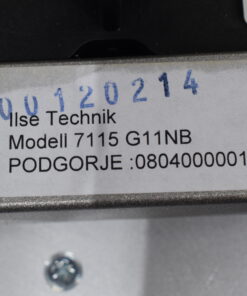 00120214
Ilse Technik
Modell 7115 G11NB
PODGORJE :0804000001